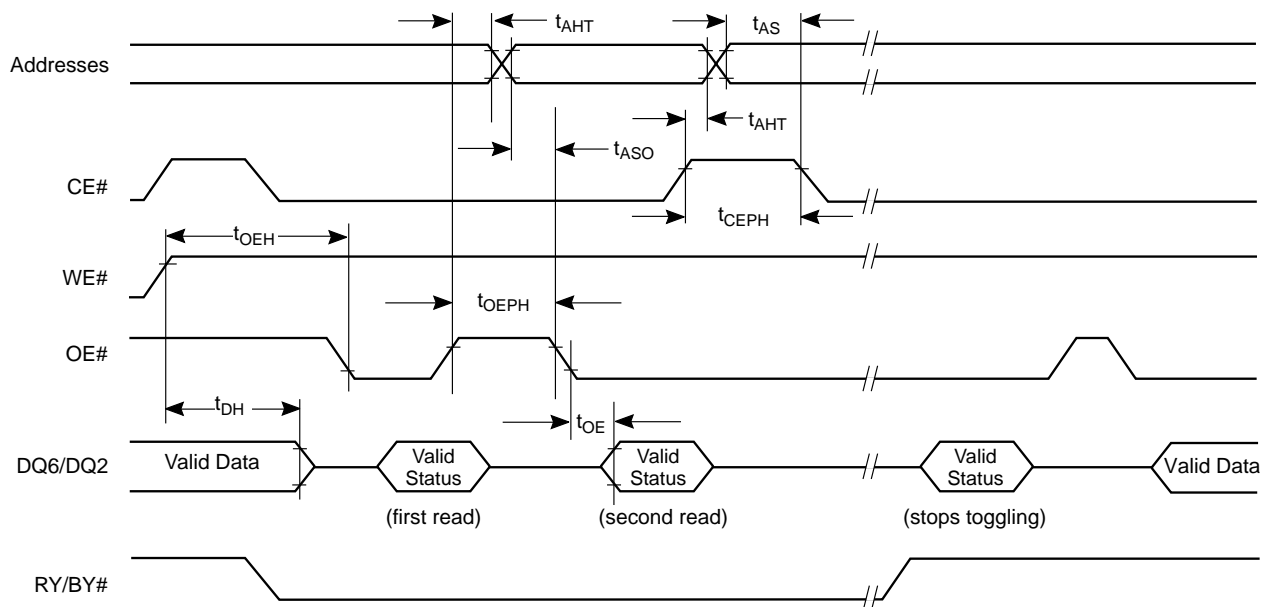 tAHT
tAS
Addresses
tAHT
tASO
CE#
tCEPH
tOEH
WE#
tOEPH
OE#
tDH
tOE
DQ6/DQ2
Valid Data
Valid
Status
Valid
Status
Valid
Status
Valid Data
(first read)
(second read)
(stops toggling)
RY/BY#